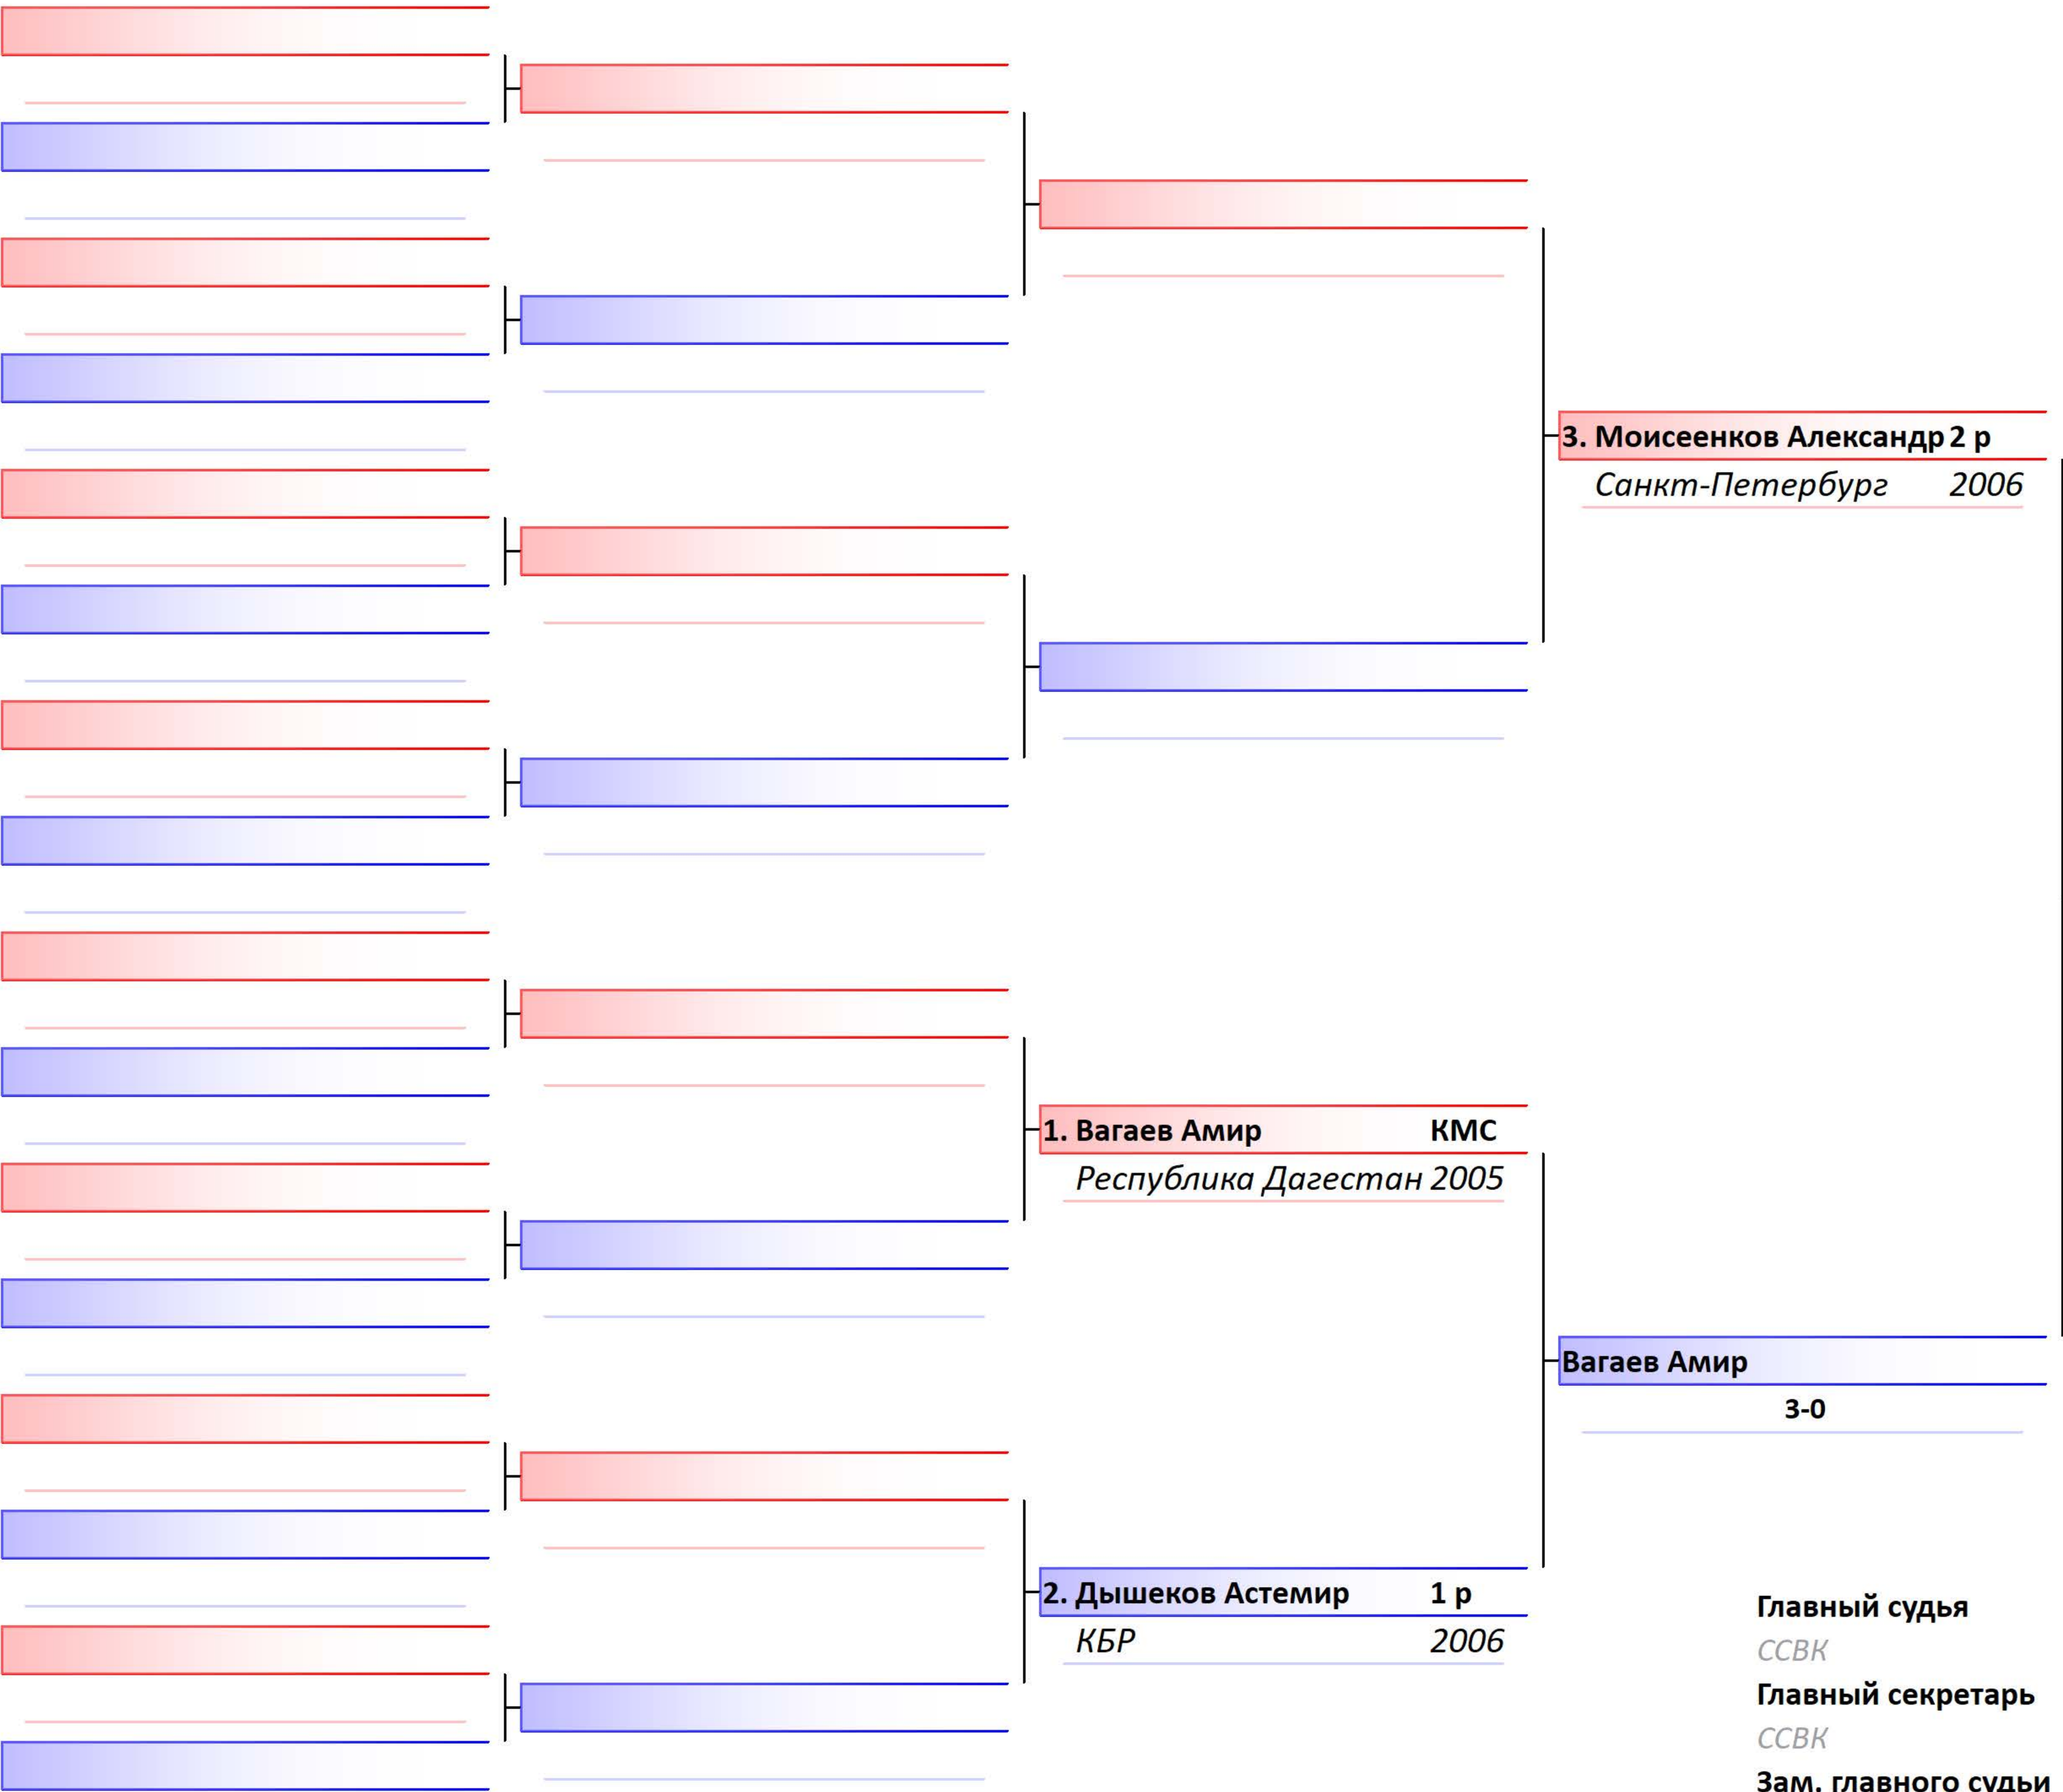 3. Моисеенков Александр 2 р
Санкт-Петербург 2006
1. Вагаев Амир КМС
Республика Дагестан 2005
Вагаев Амир
3-0
2. Дышеков Астемир 1 р
КБР 2006
Главный судья
ССВК
Главный секретарь
ССВК
Зам. главного судьи